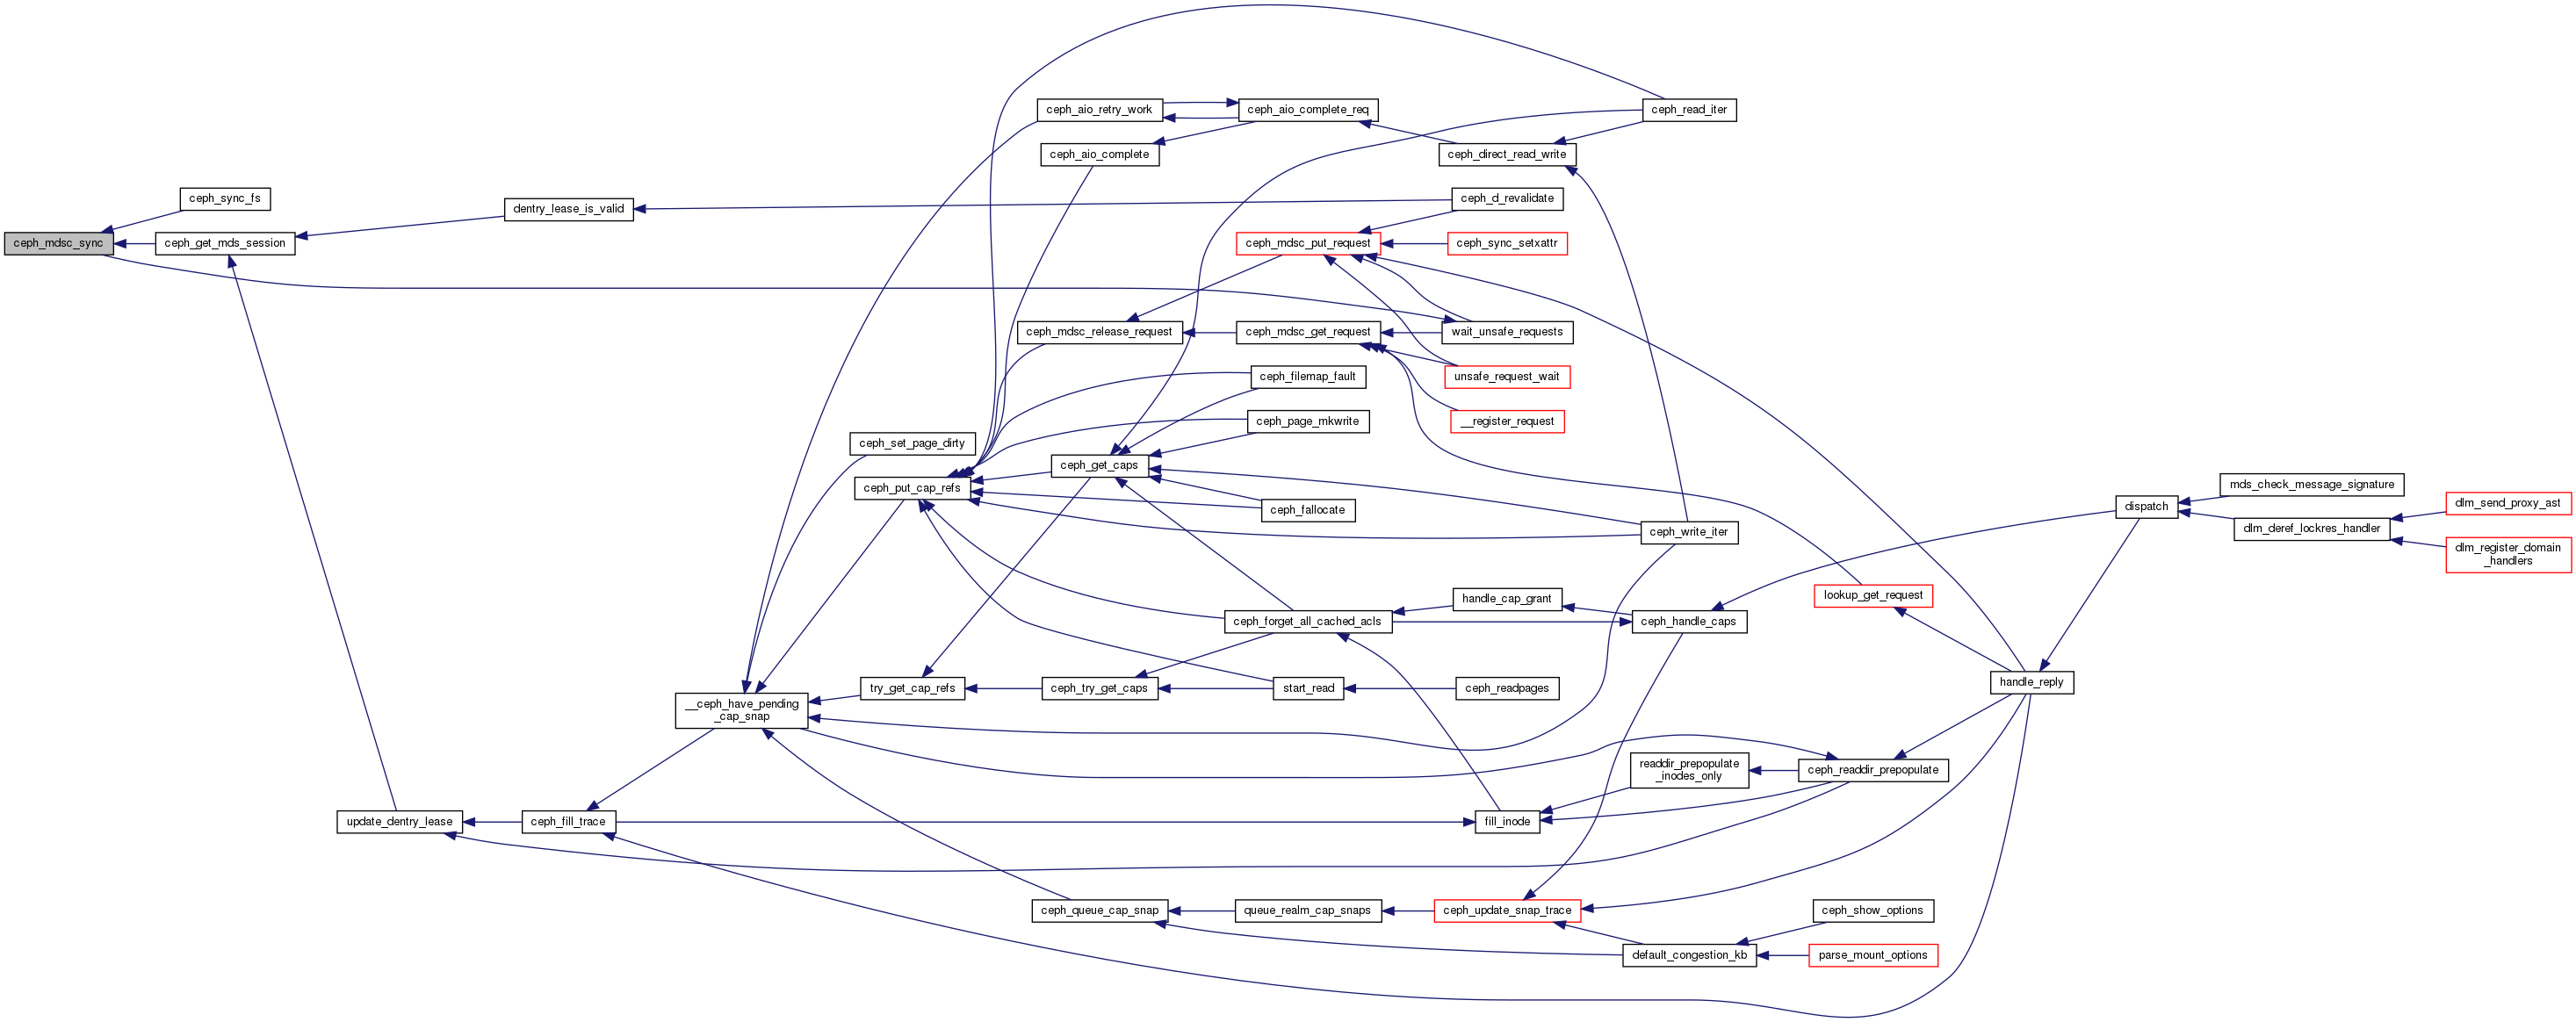 ceph_read_iter
ceph_aio_retry_work
ceph_aio_complete_req
ceph_aio_complete
ceph_direct_read_write
ceph_sync_fs
ceph_d_revalidate
dentry_lease_is_valid
ceph_mdsc_sync
ceph_get_mds_session
ceph_mdsc_put_request
ceph_sync_setxattr
ceph_mdsc_release_request
ceph_mdsc_get_request
wait_unsafe_requests
ceph_filemap_fault
unsafe_request_wait
ceph_page_mkwrite
__register_request
ceph_set_page_dirty
ceph_get_caps
ceph_put_cap_refs
ceph_fallocate
ceph_write_iter
mds_check_message_signature
dispatch
dlm_send_proxy_ast
dlm_deref_lockres_handler
dlm_register_domain
_handlers
lookup_get_request
handle_cap_grant
ceph_forget_all_cached_acls
ceph_handle_caps
handle_reply
try_get_cap_refs
ceph_try_get_caps
start_read
ceph_readpages
__ceph_have_pending
_cap_snap
readdir_prepopulate
_inodes_only
ceph_readdir_prepopulate
update_dentry_lease
ceph_fill_trace
fill_inode
ceph_queue_cap_snap
queue_realm_cap_snaps
ceph_update_snap_trace
ceph_show_options
default_congestion_kb
parse_mount_options